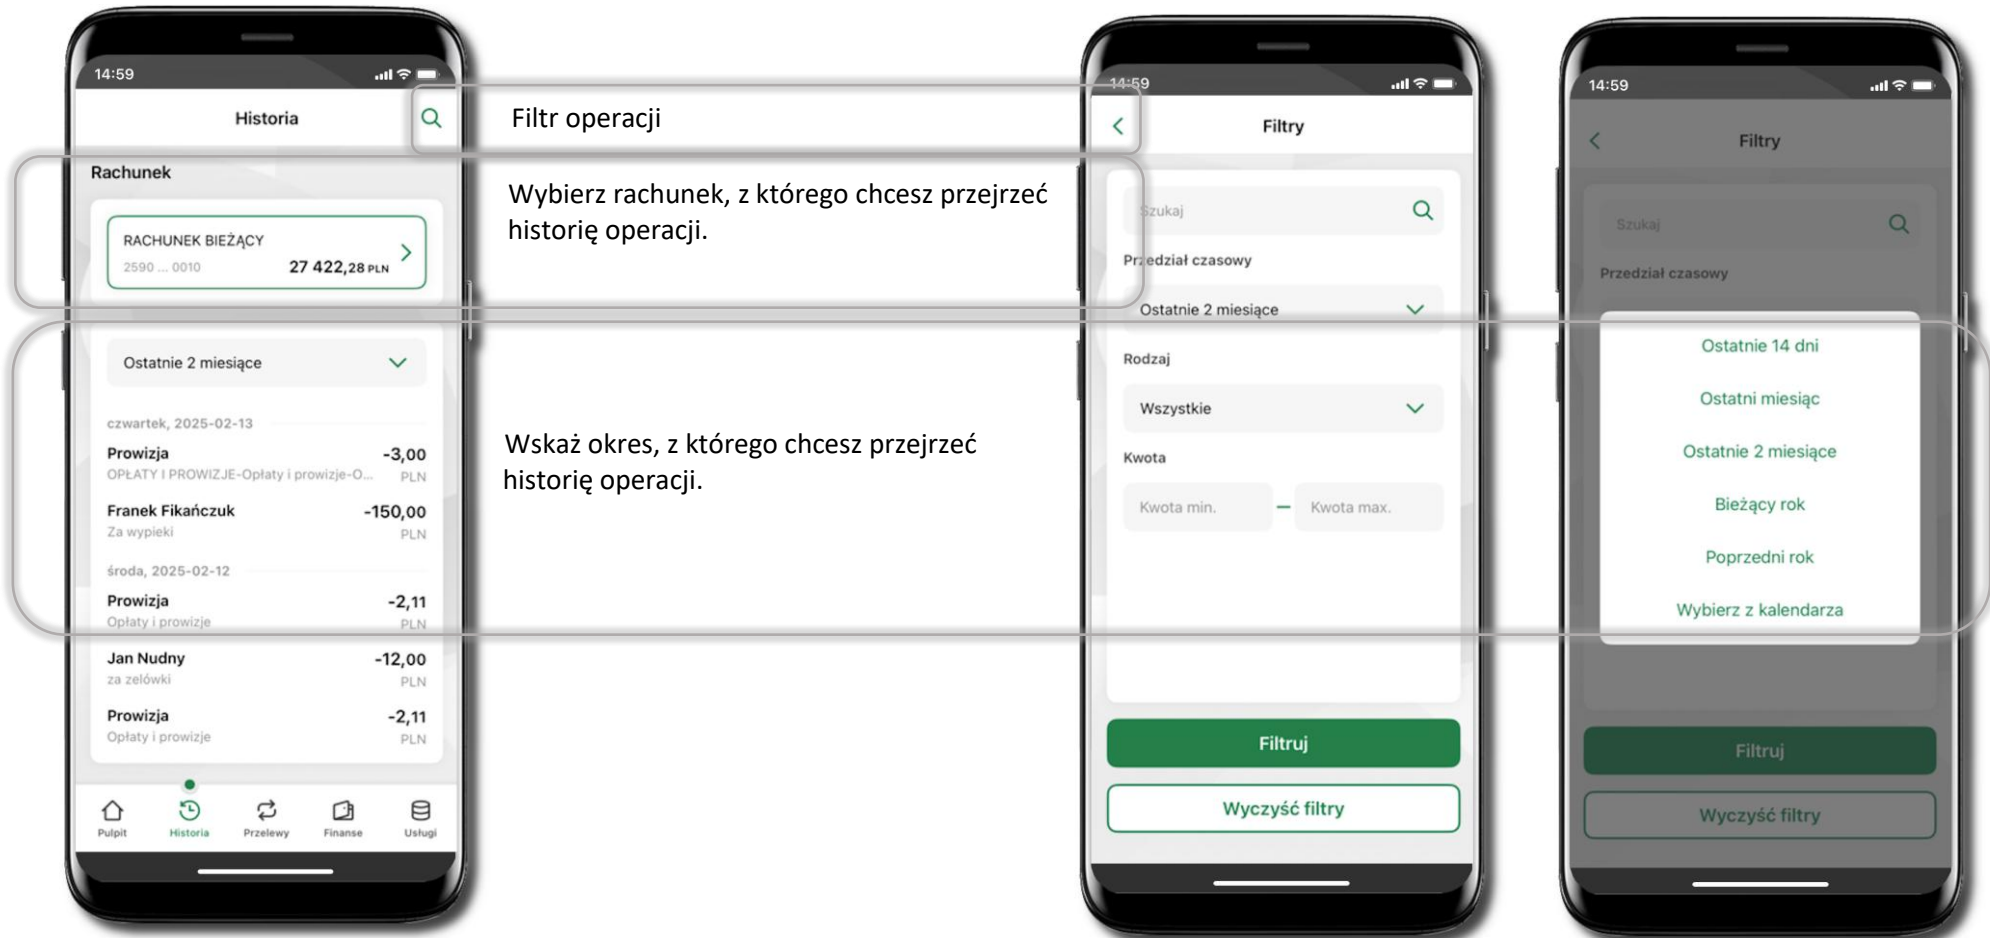 14:59
Historia
Rachunek
RACHUNEK BIEŻĄCY
2590 ... 0010 27 422,28 PLN
Ostatnie 2 miesiące
czwartek, 2025-02-13
Prowizja -3,00
OPŁATY I PROWIZJE-Opłaty i prowizje-O... PLN
Franek Fikańczuk -150,00
Za wypieki PLN
środa, 2025-02-12
Prowizja -2,11
Opłaty i prowizje PLN
Jan Nudny -12,00
za zelówki PLN
Prowizja -2,11
Opłaty i prowizje PLN
Pulpit Historia Przelewy Finanse Usługi
Filtr operacji
Wybierz rachunek, z którego chcesz przejrzeć
historię operacji.
Wskaż okres, z którego chcesz przejrzeć
historię operacji.
14:59
Filtry
Szukaj
Przedział czasowy
Ostatnie 2 miesiące
Rodzaj
Wszystkie
Kwota
Kwota min. – Kwota max.
Filtruj
Wyczyść filtry
14:59
Filtry
Szukaj
Przedział czasowy
Ostatnie 14 dni
Ostatni miesiąc
Ostatnie 2 miesiące
Bieżący rok
Poprzedni rok
Wybierz z kalendarza
Filtruj
Wyczyść filtry